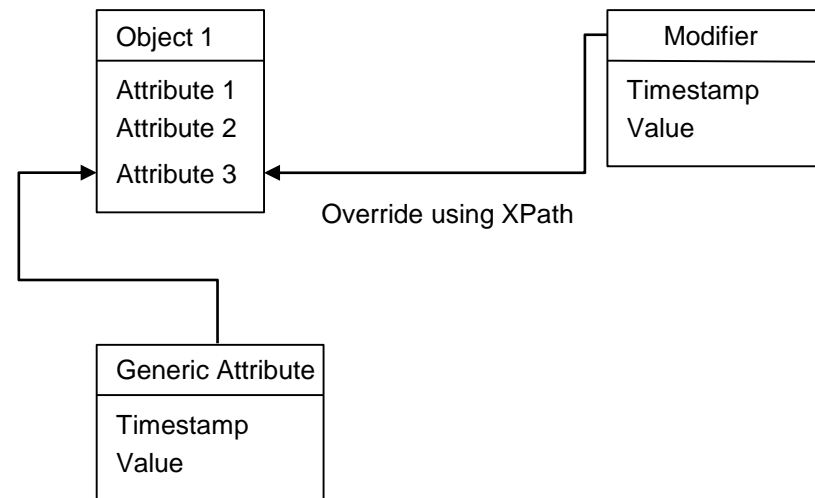 Object 1
Attribute 1
Attribute 2
Attribute 3
Modifier
Timestamp
Value
Override using XPath
Generic Attribute
Timestamp
Value